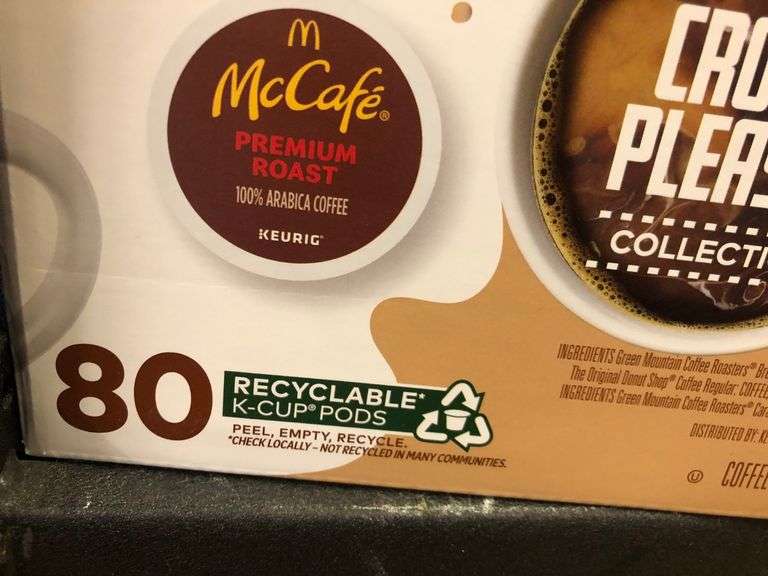 McCafé®
PREMIUM
ROAST
100% ARABICA COFFEE
KEURIG
PLEAS
COLLECTI
80
RECYCLABLE*
K-CUP® PODS
PEEL, EMPTY, RECYCLE.
*CHECK LOCALLY – NOT RECYCLED IN MANY COMMUNITIES.
INGREDIENTS Green Mountain Coffee Roasters®
The Original Donut Shop® Coffee Regular: COFFEE
INGREDIENTS Green Mountain Coffee Roasters®
DISTRIBUTED BY:
COFFEE